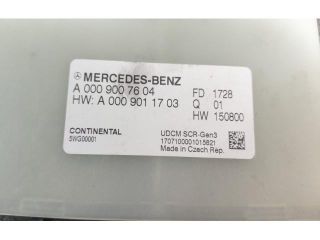 MERCEDES-BENZ
A 000 900 76 04 FD 1728
HW: A 000 901 17 03 Q 01
HW 150800
CONTINENTAL UDCM SCR-Gen3
5WG00001 1707100001015821
Made in Czech Rep.